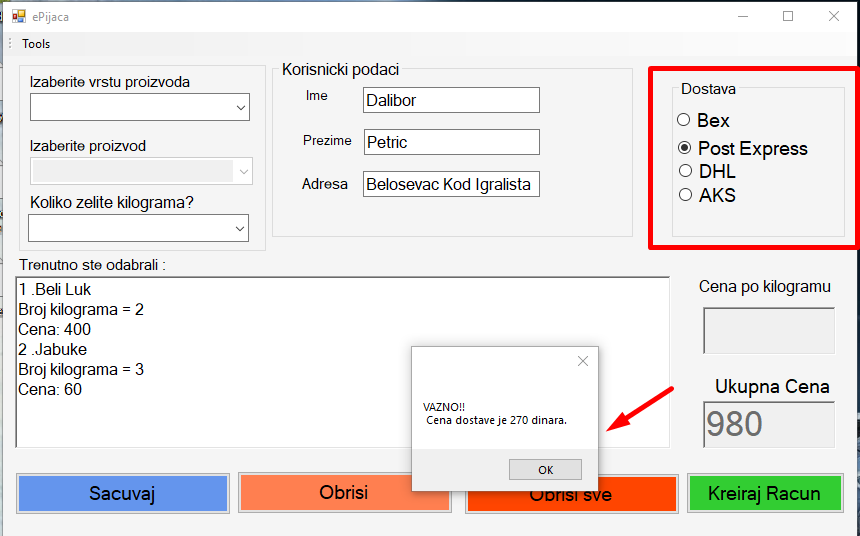 ePijaca
Tools
Izaberite vrstu proizvoda
Izaberite proizvod
Koliko zelite kilograma?
Korisnicki podaci
Ime
Dalibor
Prezime
Petric
Adresa
Belosevac Kod Igralista
Dostava
Bex
Post Express
DHL
AKS
Trenutno ste odabrali :
1 .Beli Luk
Broj kilograma = 2
Cena: 400
2 .Jabuke
Broj kilograma = 3
Cena: 60
VAZNO!!
Cena dostave je 270 dinara.
OK
Cena po kilogramu
Ukupna Cena
980
Sacuvaj
Obrisi
Obrisi sve
Kreiraj Racun